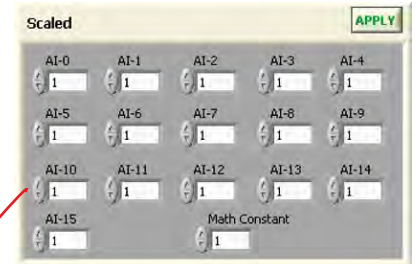 Scaled APPLY
AI-0 AI-1 AI-2 AI-3 AI-4
1 1 1 1 1
AI-5 AI-6 AI-7 AI-8 AI-9
1 1 1 1 1
AI-10 AI-11 AI-12 AI-13 AI-14
1 1 1 1 1
AI-15 Math Constant
1 1